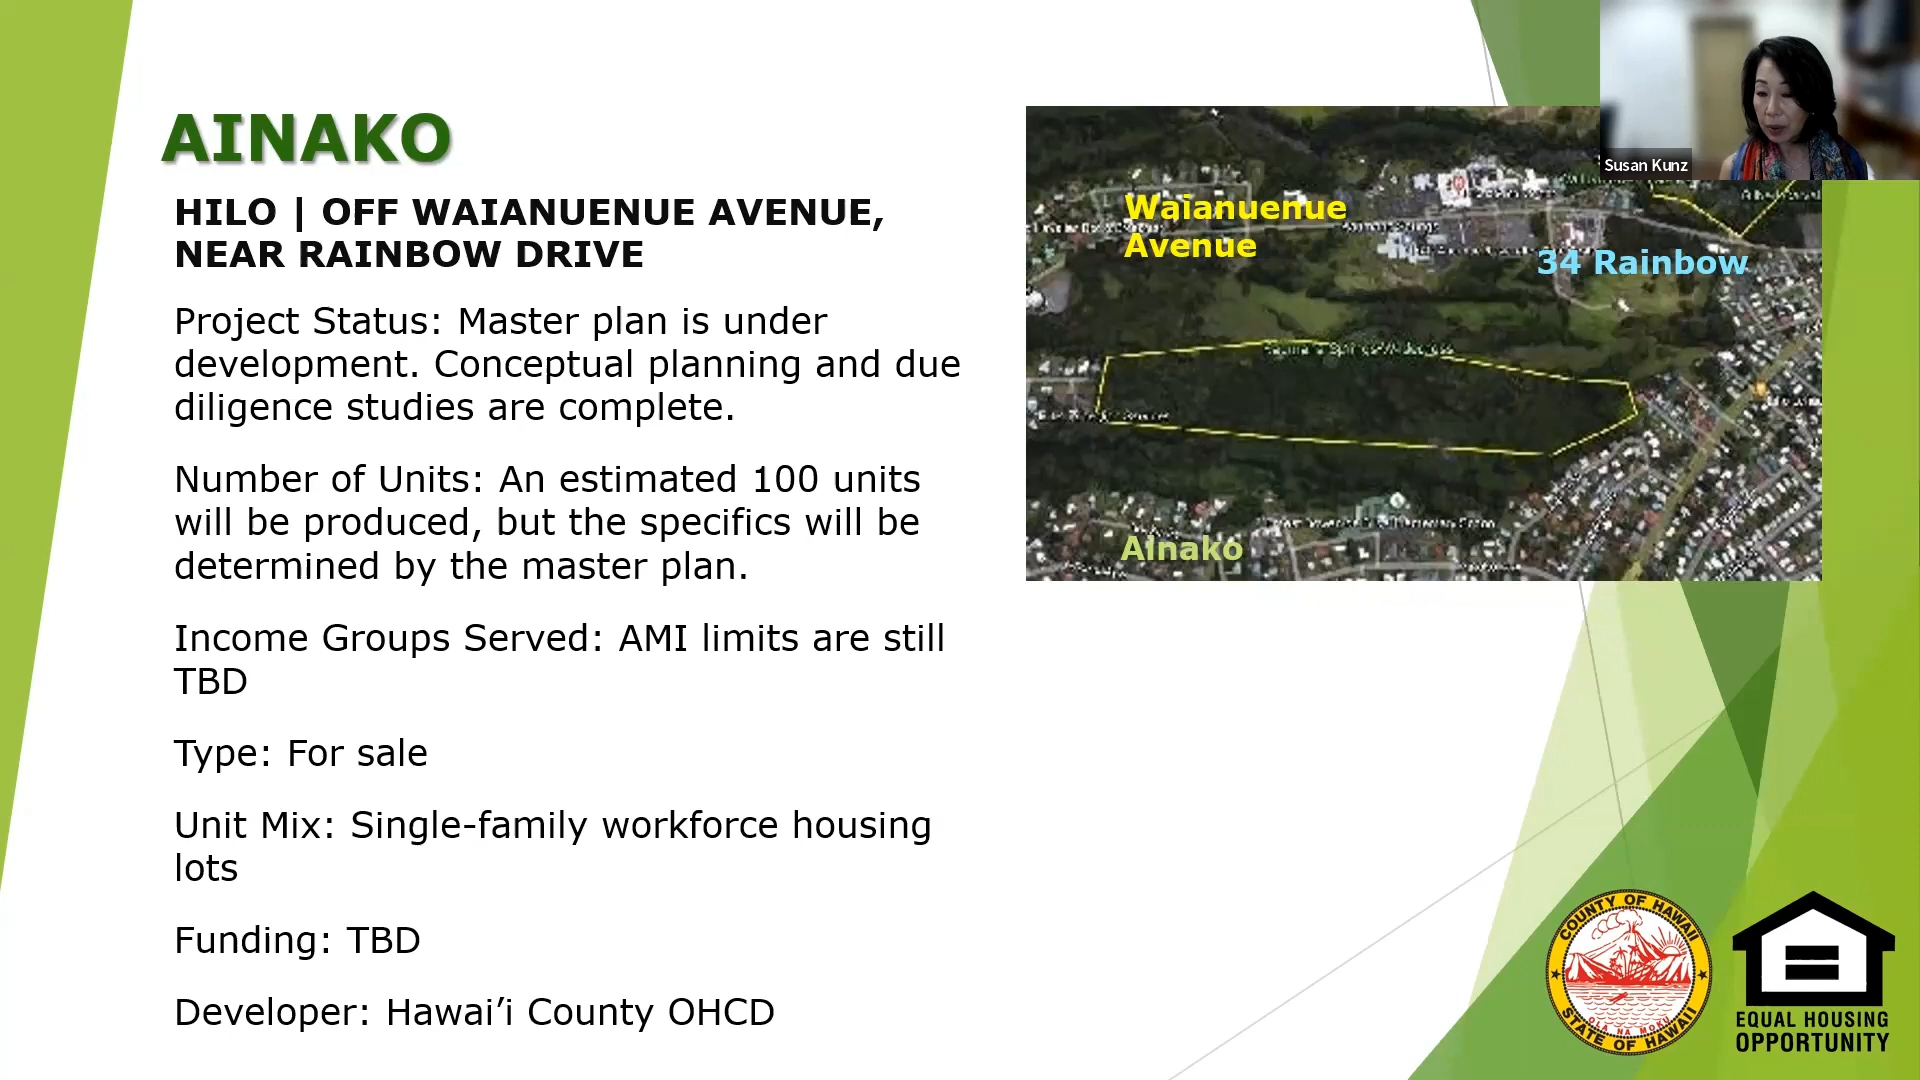 AINAKO
HILO | OFF WAIANUENUE AVENUE,
NEAR RAINBOW DRIVE
Project Status: Master plan is under
development. Conceptual planning and due
diligence studies are complete.
Number of Units: An estimated 100 units
will be produced, but the specifics will be
determined by the master plan.
Income Groups Served: AMI limits are still
TBD
Type: For sale
Unit Mix: Single-family workforce housing
lots
Funding: TBD
Developer: Hawai’i County OHCD
Waianuenue
Avenue
34 Rainbow
Ainako
Susan Kunz
COUNTY OF HAWAII
OLA NA MOKU
STATE OF HAWAII
EQUAL HOUSING
OPPORTUNITY